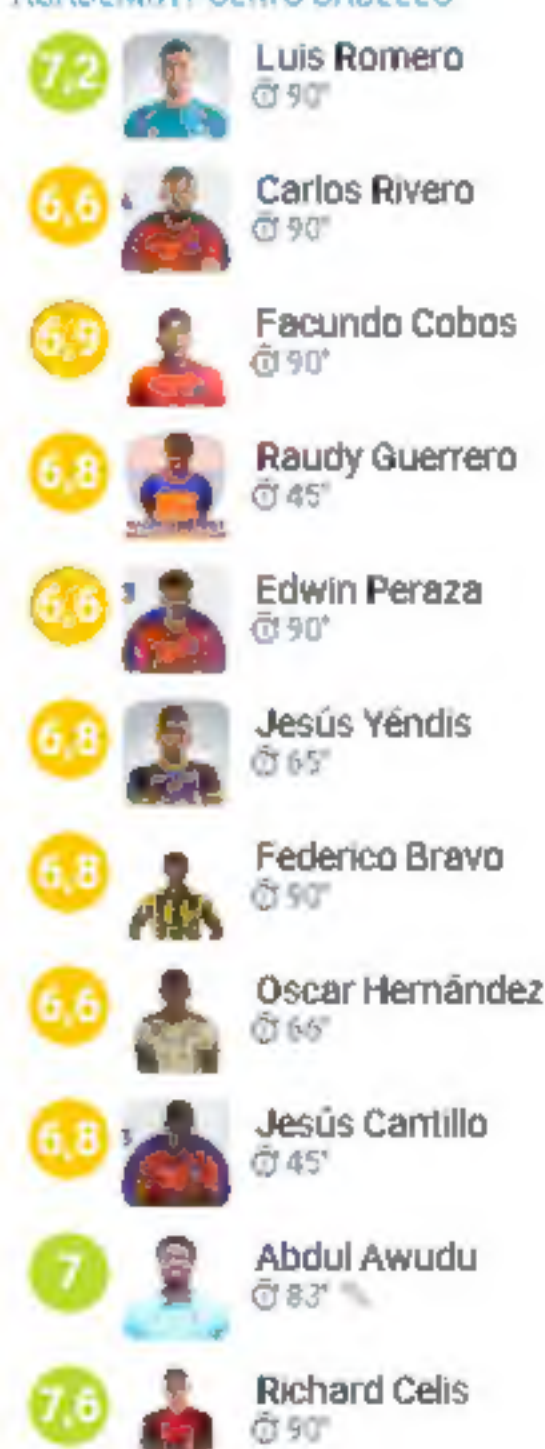 7,2
Luis Romero
90'
6,6
Carlos Rivero
90'
6,9
Facundo Cobos
90'
6,8
Raudy Guerrero
45'
6,6
Edwin Peraza
90'
6,8
Jesús Yéndis
65'
6,8
Federico Bravo
90'
6,6
Oscar Hernández
66'
6,8
Jesús Cantillo
45'
7
Abdul Awudu
83'
7,6
Richard Celis
90'